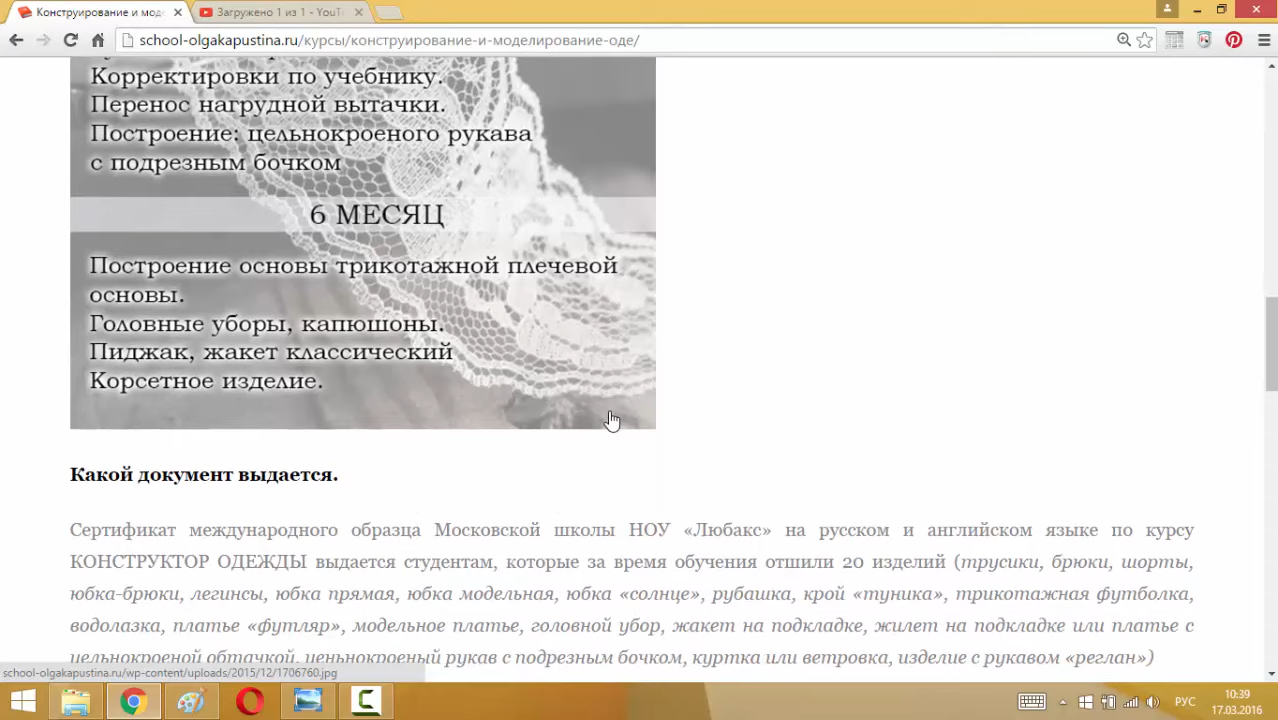 Конструирование и мод
Загружено 1 из 1 - YouT
school-olgakapustina.ru/курсы/конструирование-и-моделирование-оде/
Корректировки по учебнику.
Перенос нагрудной вытачки.
Построение: цельнокроеного рукава
с подрезным бочком
6 МЕСЯЦ
Построение основы трикотажной плечевой
основы.
Головные уборы, капюшоны.
Пиджак, жакет классический
Корсетное изделие.
Какой документ выдается.
Сертификат международного образца Московской школы НОУ «Любакс» на русском и английском языке по курсу
КОНСТРУКТОР ОДЕЖДЫ выдается студентам, которые за время обучения отшили 20 изделий (трусики, брюки, шорты,
юбка-брюки, легинсы, юбка прямая, юбка модельная, юбка «солнце», рубашка, крой «туника», трикотажная футболка,
водолазка, платье «футляр», модельное платье, головной убор, жакет на подкладке, жилет на подкладке или платье с
цельнокроеной обтачкой, ценьнокроеный рукав с подрезным бочком, куртка или ветровка, изделие с рукавом «реглан»)
school-olgakapustina.ru/wp-content/uploads/2015/12/1706760.jpg
РУС
10:39
17.03.2016